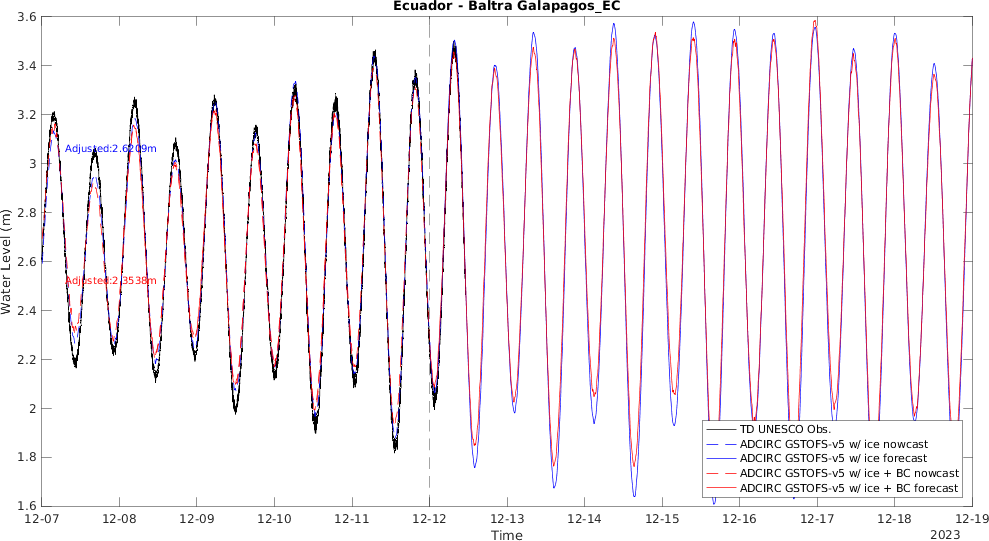 Ecuador - Baltra Galapagos_EC
3.6
3.4
3.2
3
2.8
2.6
2.4
2.2
2
1.8
1.6
Water Level (m)
Adjusted:2.6209m
Adjusted:2.3538m
TD UNESCO Obs.
ADCIRC GSTOFS-v5 w/ ice nowcast
ADCIRC GSTOFS-v5 w/ ice forecast
ADCIRC GSTOFS-v5 w/ ice + BC nowcast
ADCIRC GSTOFS-v5 w/ ice + BC forecast
12-07 12-08 12-09 12-10 12-11 12-12 12-13 12-14 12-15 12-16 12-17 12-18 12-19
Time
2023